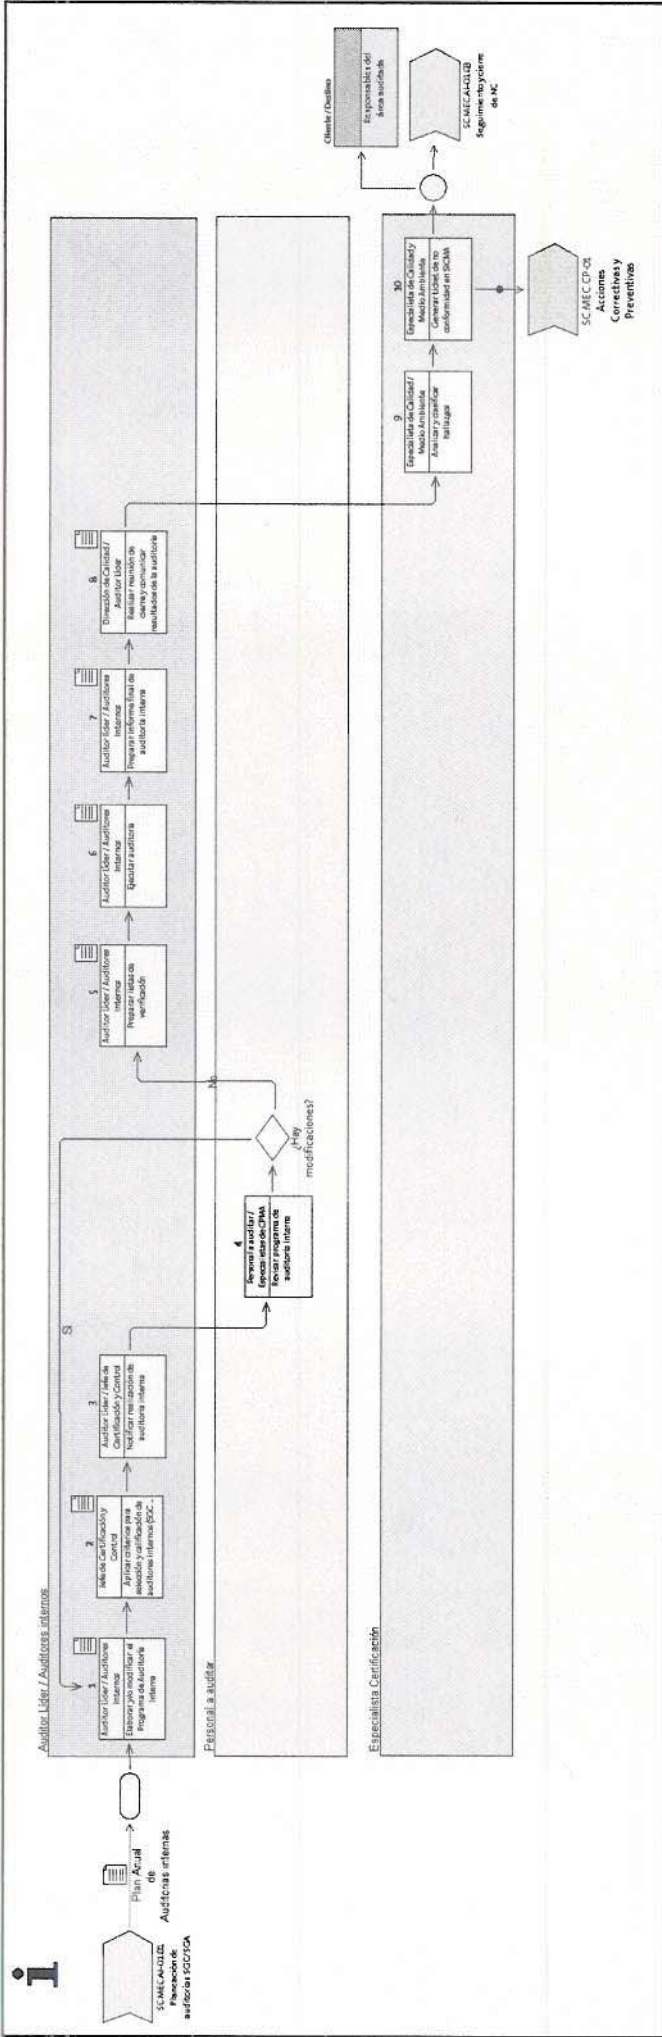 i
SC.MEC.AI-01.01
Planeación de
auditorias SGC/SGA
Plan Anual
de
Auditorias internas
Auditor Líder / Auditores internos
1
Auditor Líder / Auditores
Internos
Elaborar y/o modificar el
Programa de Auditoría
Interna
2
Jefe de Certificación y
Control
Aplicar criterios para
selección y calificación de
auditores internos (SGC ...
3
Auditor Líder / Jefe de
Certificación y Control
Notificar realización de
auditoría interna
Si
Personal a auditar
4
Personal a auditar /
Especialistas de CPMA
Revisar programa de
auditoría interna
¿Hay
modificaciones?
No
5
Auditor Líder / Auditores
Internos
Preparar listas de
verificación
6
Auditor Líder / Auditores
Internos
Ejecutar auditoría
7
Auditor líder / Auditores
Internos
Preparar informe final de
auditoría interna
8
Dirección de Calidad /
Auditor Líder
Realizar reunión de
cierre y comunicar
resultados de la auditoría
Especialista Certificación
9
Especialista de Calidad /
Medio Ambiente
Analizar y clasificar
hallazgos
10
Especialista de Calidad y
Medio Ambiente
Generar ticket de no
conformidad en SICMA
Cliente / Destino
Responsables del
área auditada
SC.MEC.AI-01.03
Seguimiento y cierre
de NC
SC.MEC.CP-01
Acciones
Correctivas y
Preventivas